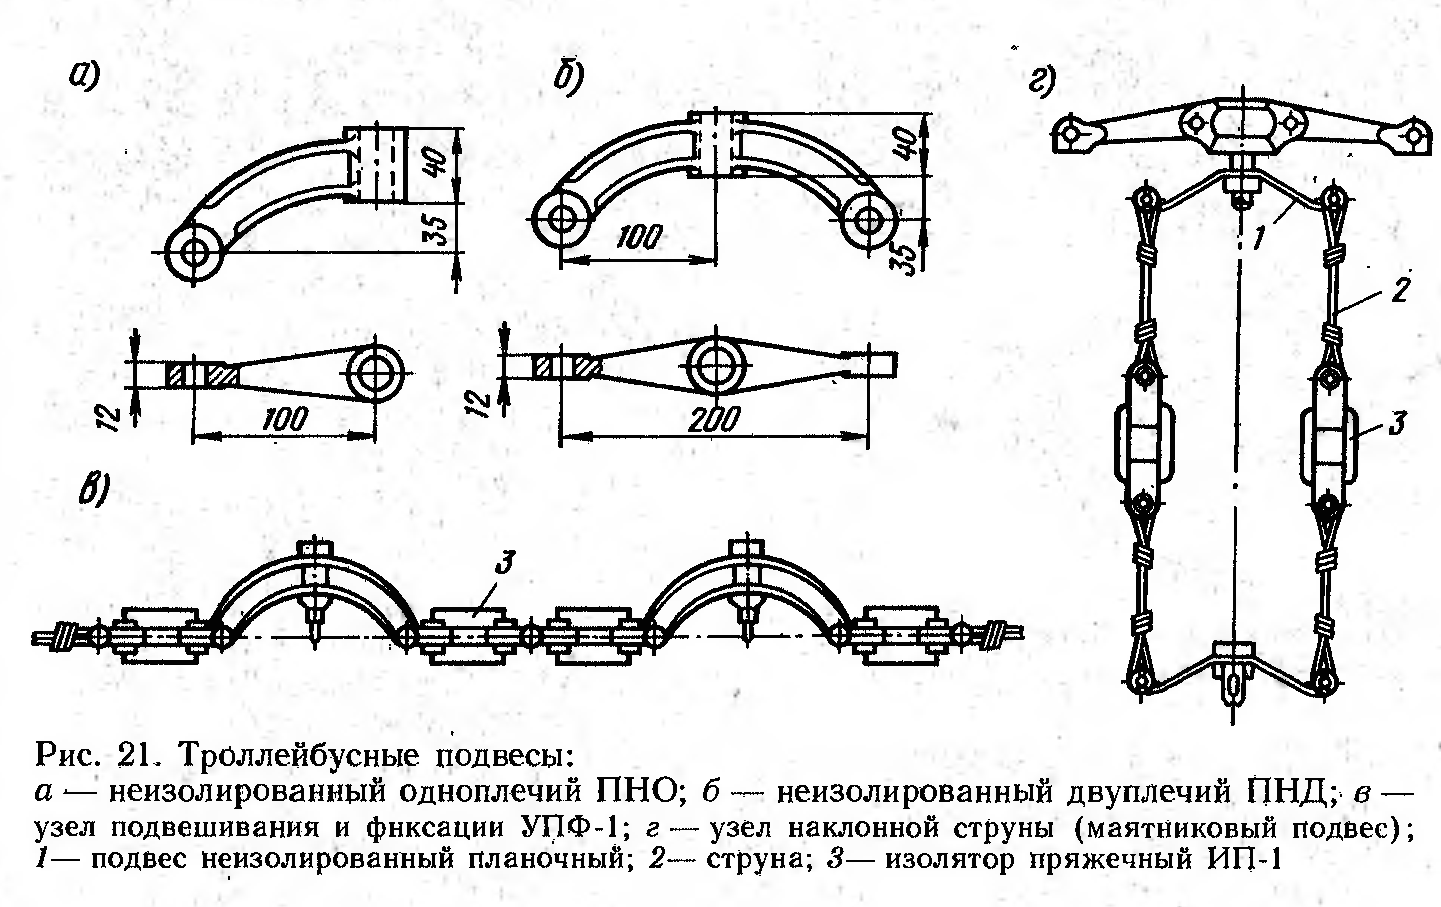 а)
б)
г)
40
35
40
100
35
1
2
12
100
12
200
3
в)
3
Рис. 21. Троллейбусные подвесы:
а — неизолированный одноплечий ПНО; б — неизолированный двуплечий ПНД; в —
узел подвешивания и фиксации УПФ-1; г — узел наклонной струны (маятниковый подвес);
1 — подвес неизолированный планочный; 2 — струна; 3 — изолятор пряжечный ИП-1